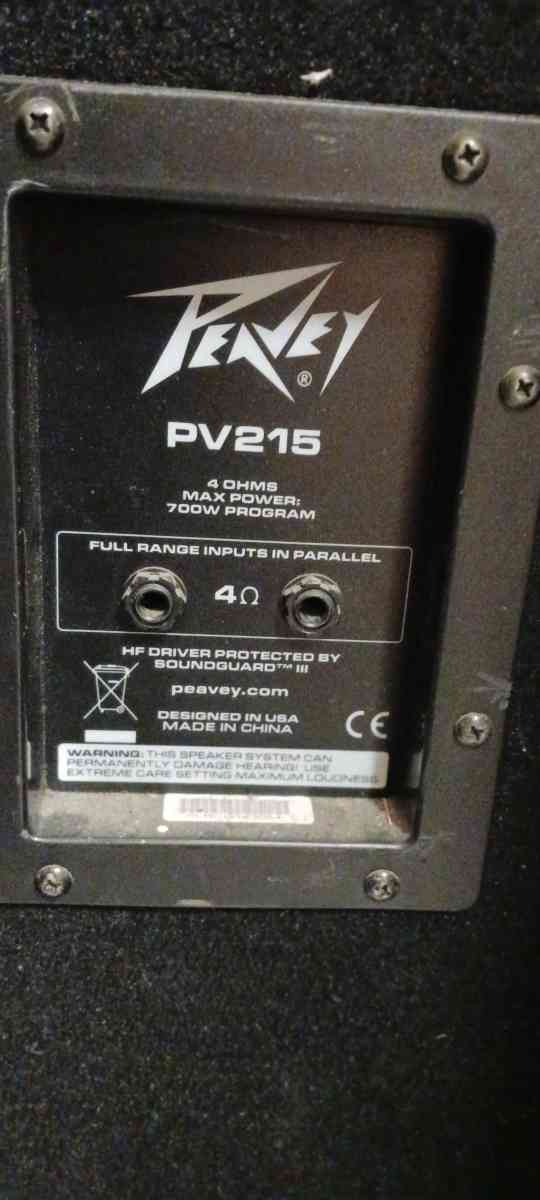 PEAVEY®
PV215
4 OHMS
MAX POWER:
700W PROGRAM
FULL RANGE INPUTS IN PARALLEL
4Ω
HF DRIVER PROTECTED BY
SOUNDGUARD™ III
peavey.com
DESIGNED IN USA
MADE IN CHINA
CE
WARNING: THIS SPEAKER SYSTEM CAN
PERMANENTLY DAMAGE HEARING! USE
EXTREME CARE SETTING MAXIMUM LOUDNESS